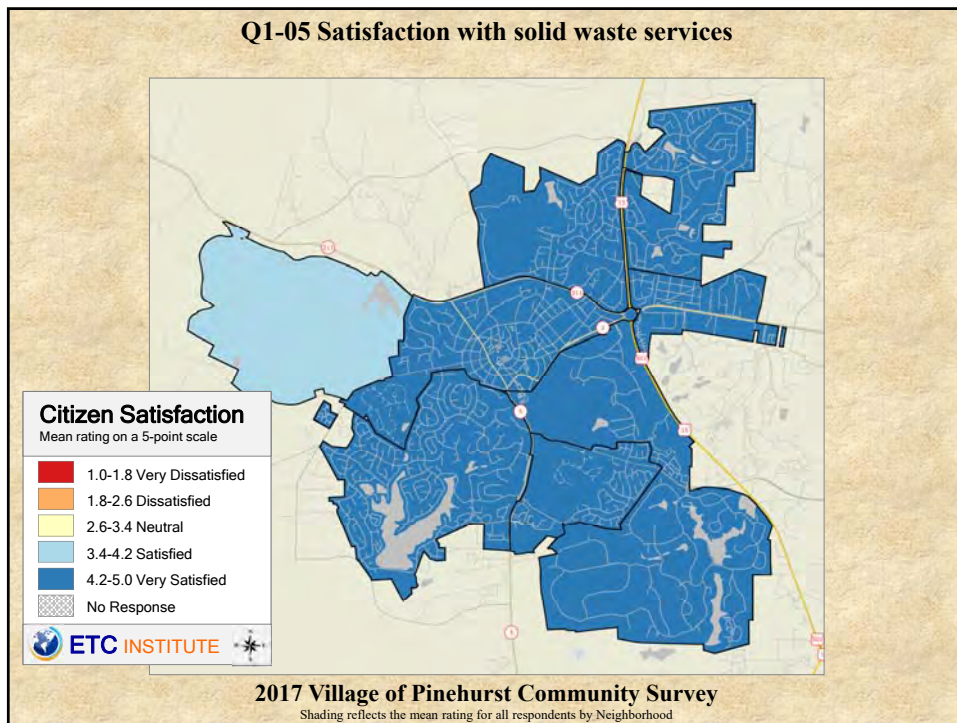 Q1-05 Satisfaction with solid waste services
Citizen Satisfaction
Mean rating on a 5-point scale
1.0-1.8 Very Dissatisfied
1.8-2.6 Dissatisfied
2.6-3.4 Neutral
3.4-4.2 Satisfied
4.2-5.0 Very Satisfied
No Response
ETC INSTITUTE
2017 Village of Pinehurst Community Survey
Shading reflects the mean rating for all respondents by Neighborhood